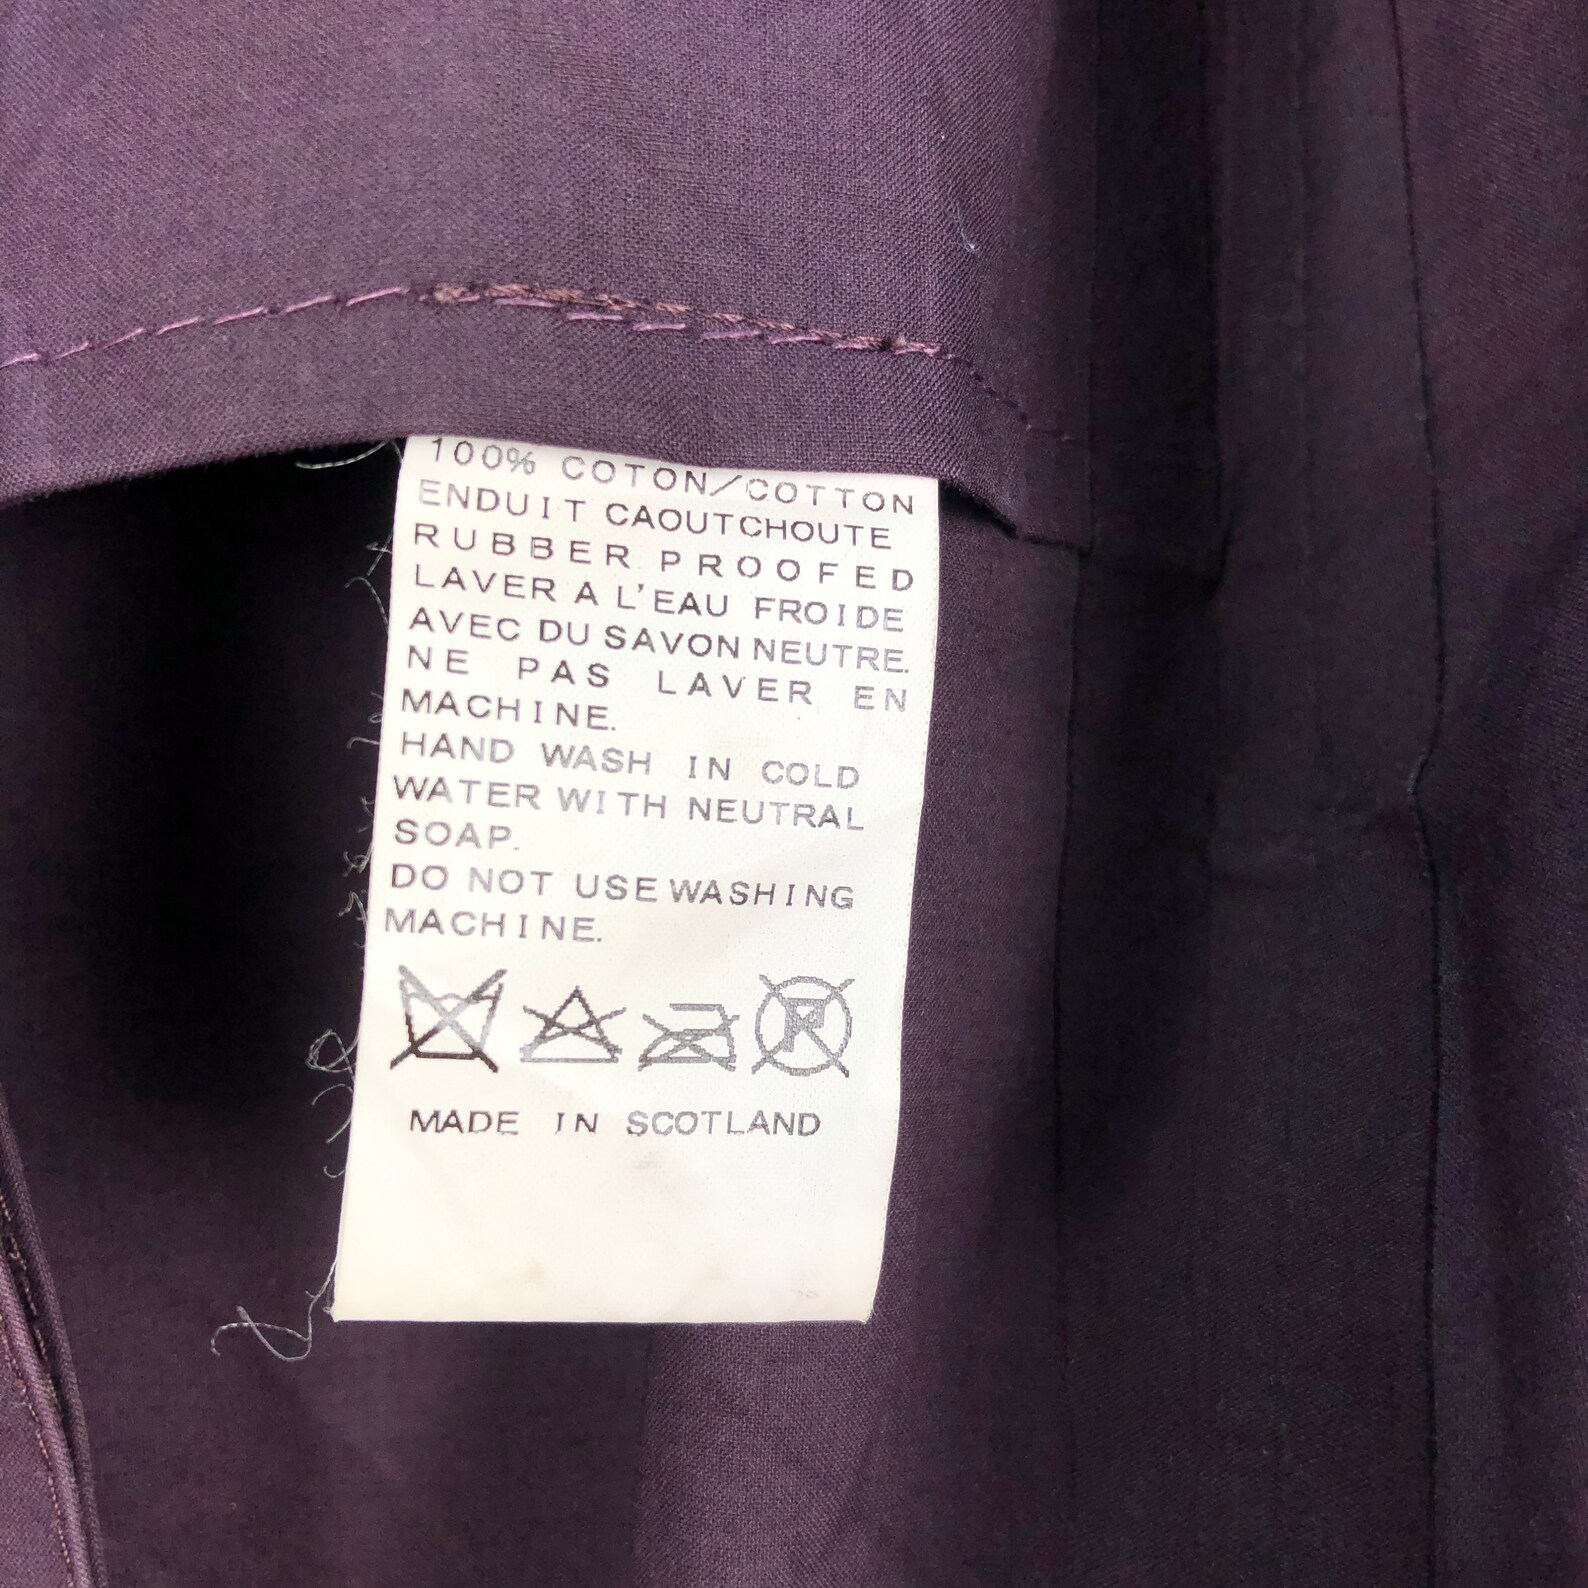 100% COTON/COTTON
ENDUIT CAOUTCHOUTE
RUBBER PROOFED
LAVER A L'EAU FROIDE
AVEC DU SAVON NEUTRE.
NE PAS LAVER EN
MACHINE.
HAND WASH IN COLD
WATER WITH NEUTRAL
SOAP.
DO NOT USE WASHING
MACHINE.
P
MADE IN SCOTLAND